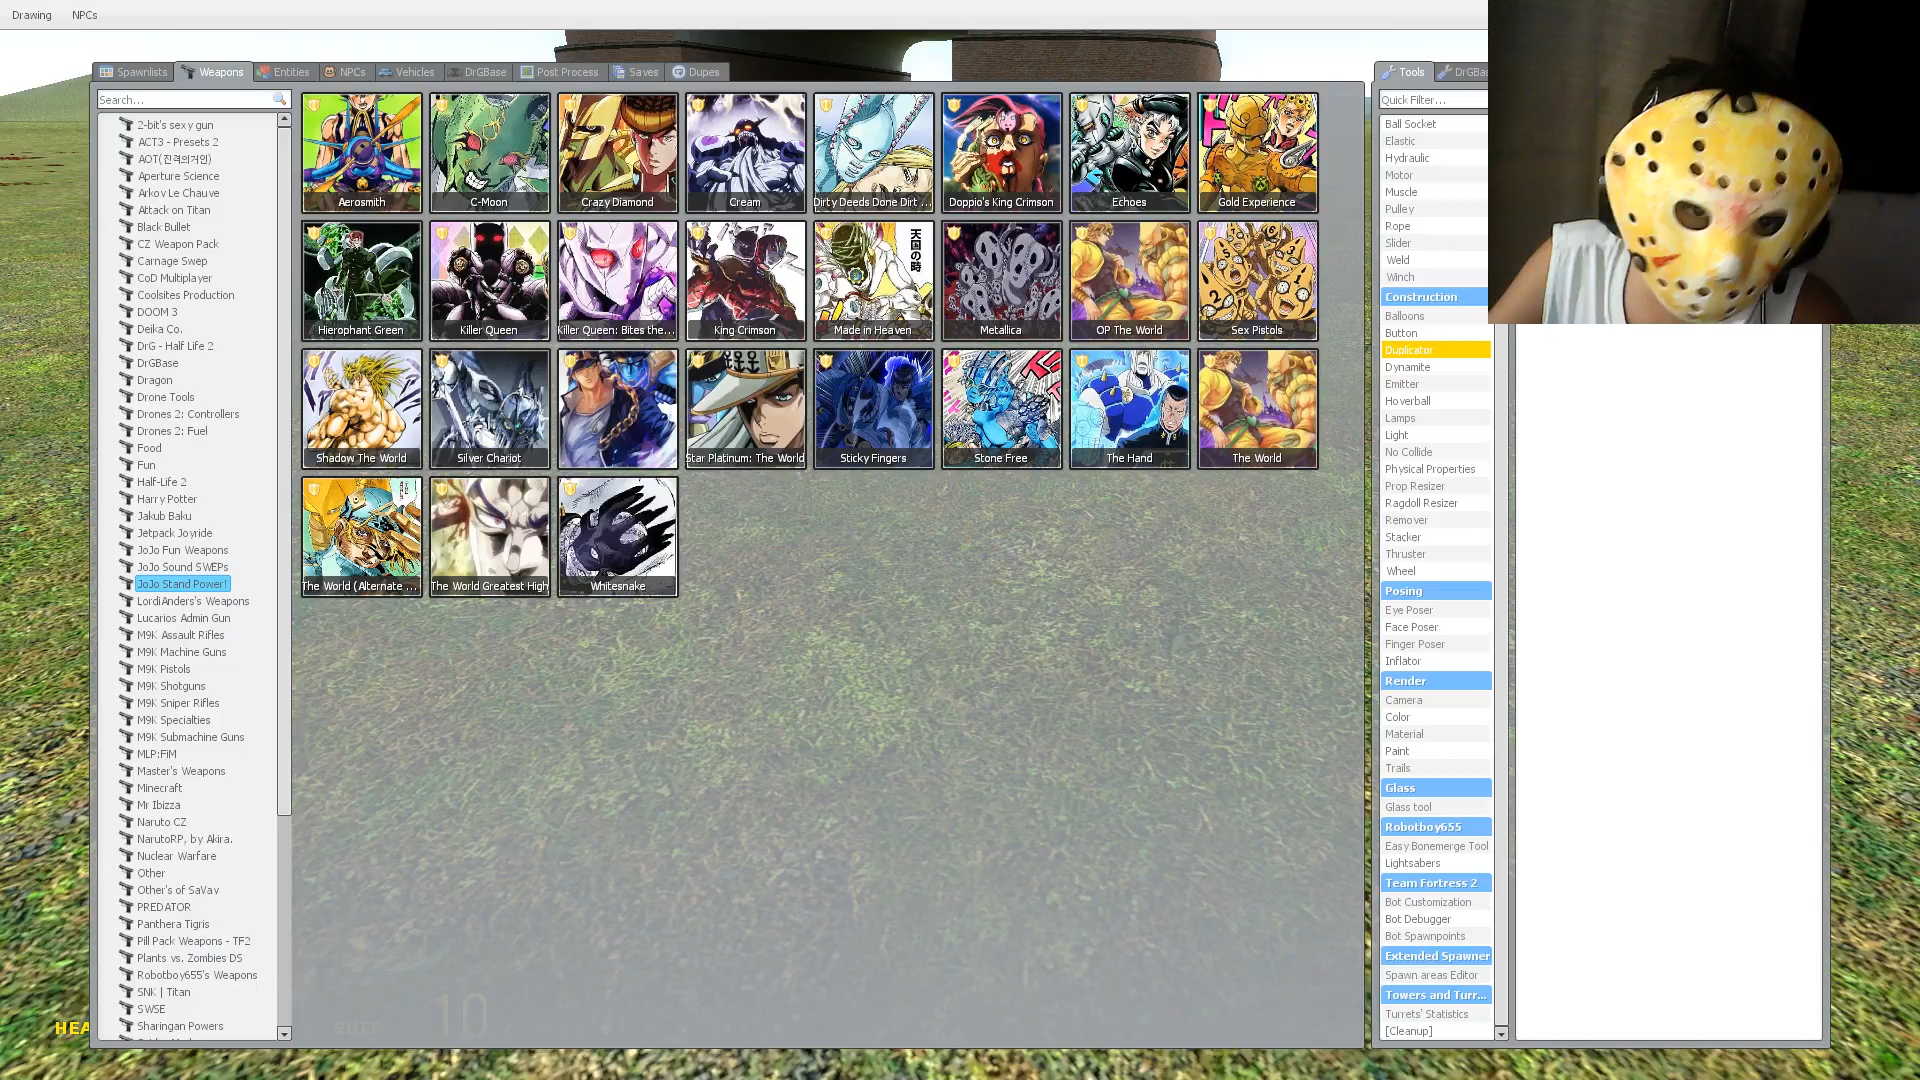 Drawing NPCs
Spawnlists Weapons Entities NPCs Vehicles DrGBase Post Process Saves Dupes
Search...
2-bit's sexy gun
ACT3 - Presets 2
AOT(진격의거인)
Aperture Science
Arkov Le Chauve
Attack on Titan
Black Bullet
CZ Weapon Pack
Carnage Swep
CoD Multiplayer
Coolsites Production
DOOM 3
Deika Co.
DrG - Half Life 2
DrGBase
Dragon
Drone Tools
Drones 2: Controllers
Drones 2: Fuel
Food
Fun
Half-Life 2
Harry Potter
Jakub Baku
Jetpack Joyride
JoJo Fun Weapons
JoJo Sound SWEPs
JoJo Stand Power!
LordiAnders's Weapons
Lucarios Admin Gun
M9K Assault Rifles
M9K Machine Guns
M9K Pistols
M9K Shotguns
M9K Sniper Rifles
M9K Specialties
M9K Submachine Guns
MLP:FiM
Master's Weapons
Minecraft
Mr Ibizza
Naruto CZ
NarutoRP, by Akira.
Nuclear Warfare
Other
Other's of SaVav
PREDATOR
Panthera Tigris
Pill Pack Weapons - TF2
Plants vs. Zombies DS
Robotboy655's Weapons
SNK | Titan
SWSE
Sharingan Powers
Aerosmith C-Moon Crazy Diamond Cream Dirty Deeds Done Dirt ... Doppio's King Crimson Echoes Gold Experience
天国の時
Hierophant Green Killer Queen Killer Queen: Bites the... King Crimson Made in Heaven Metallica OP The World Sex Pistols
Shadow The World Silver Chariot Star Platinum: The World Sticky Fingers Stone Free The Hand The World
The World (Alternate ... The World Greatest High Whitesnake
HEA
SUIT 10
Tools DrGBas
Quick Filter...
Ball Socket
Elastic
Hydraulic
Motor
Muscle
Pulley
Rope
Slider
Weld
Winch
Construction
Balloons
Button
Duplicator
Dynamite
Emitter
Hoverball
Lamps
Light
No Collide
Physical Properties
Prop Resizer
Ragdoll Resizer
Remover
Stacker
Thruster
Wheel
Posing
Eye Poser
Face Poser
Finger Poser
Inflator
Render
Camera
Color
Material
Paint
Trails
Glass
Glass tool
Robotboy655
Easy Bonemerge Tool
Lightsabers
Team Fortress 2
Bot Customization
Bot Debugger
Bot Spawnpoints
Extended Spawner
Spawn areas Editor
Towers and Turr...
Turrets' Statistics
[Cleanup]